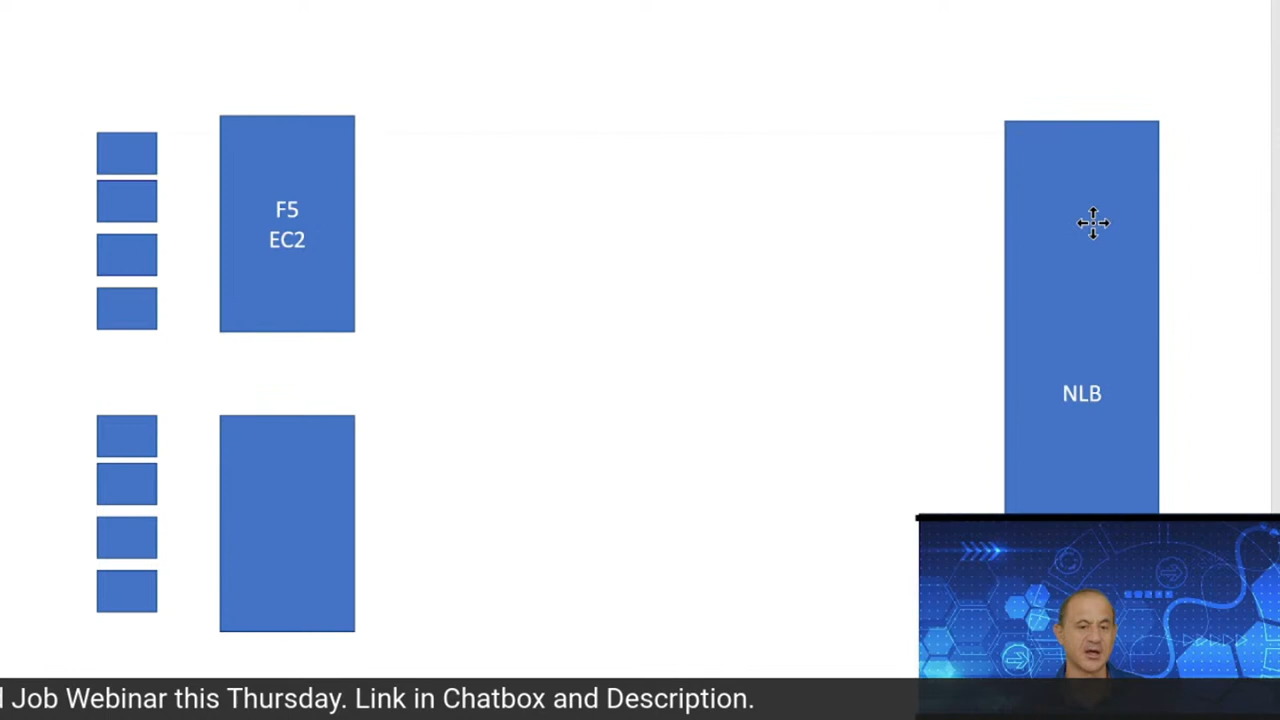 F5
EC2
NLB
Job Webinar this Thursday. Link in Chatbox and Description.